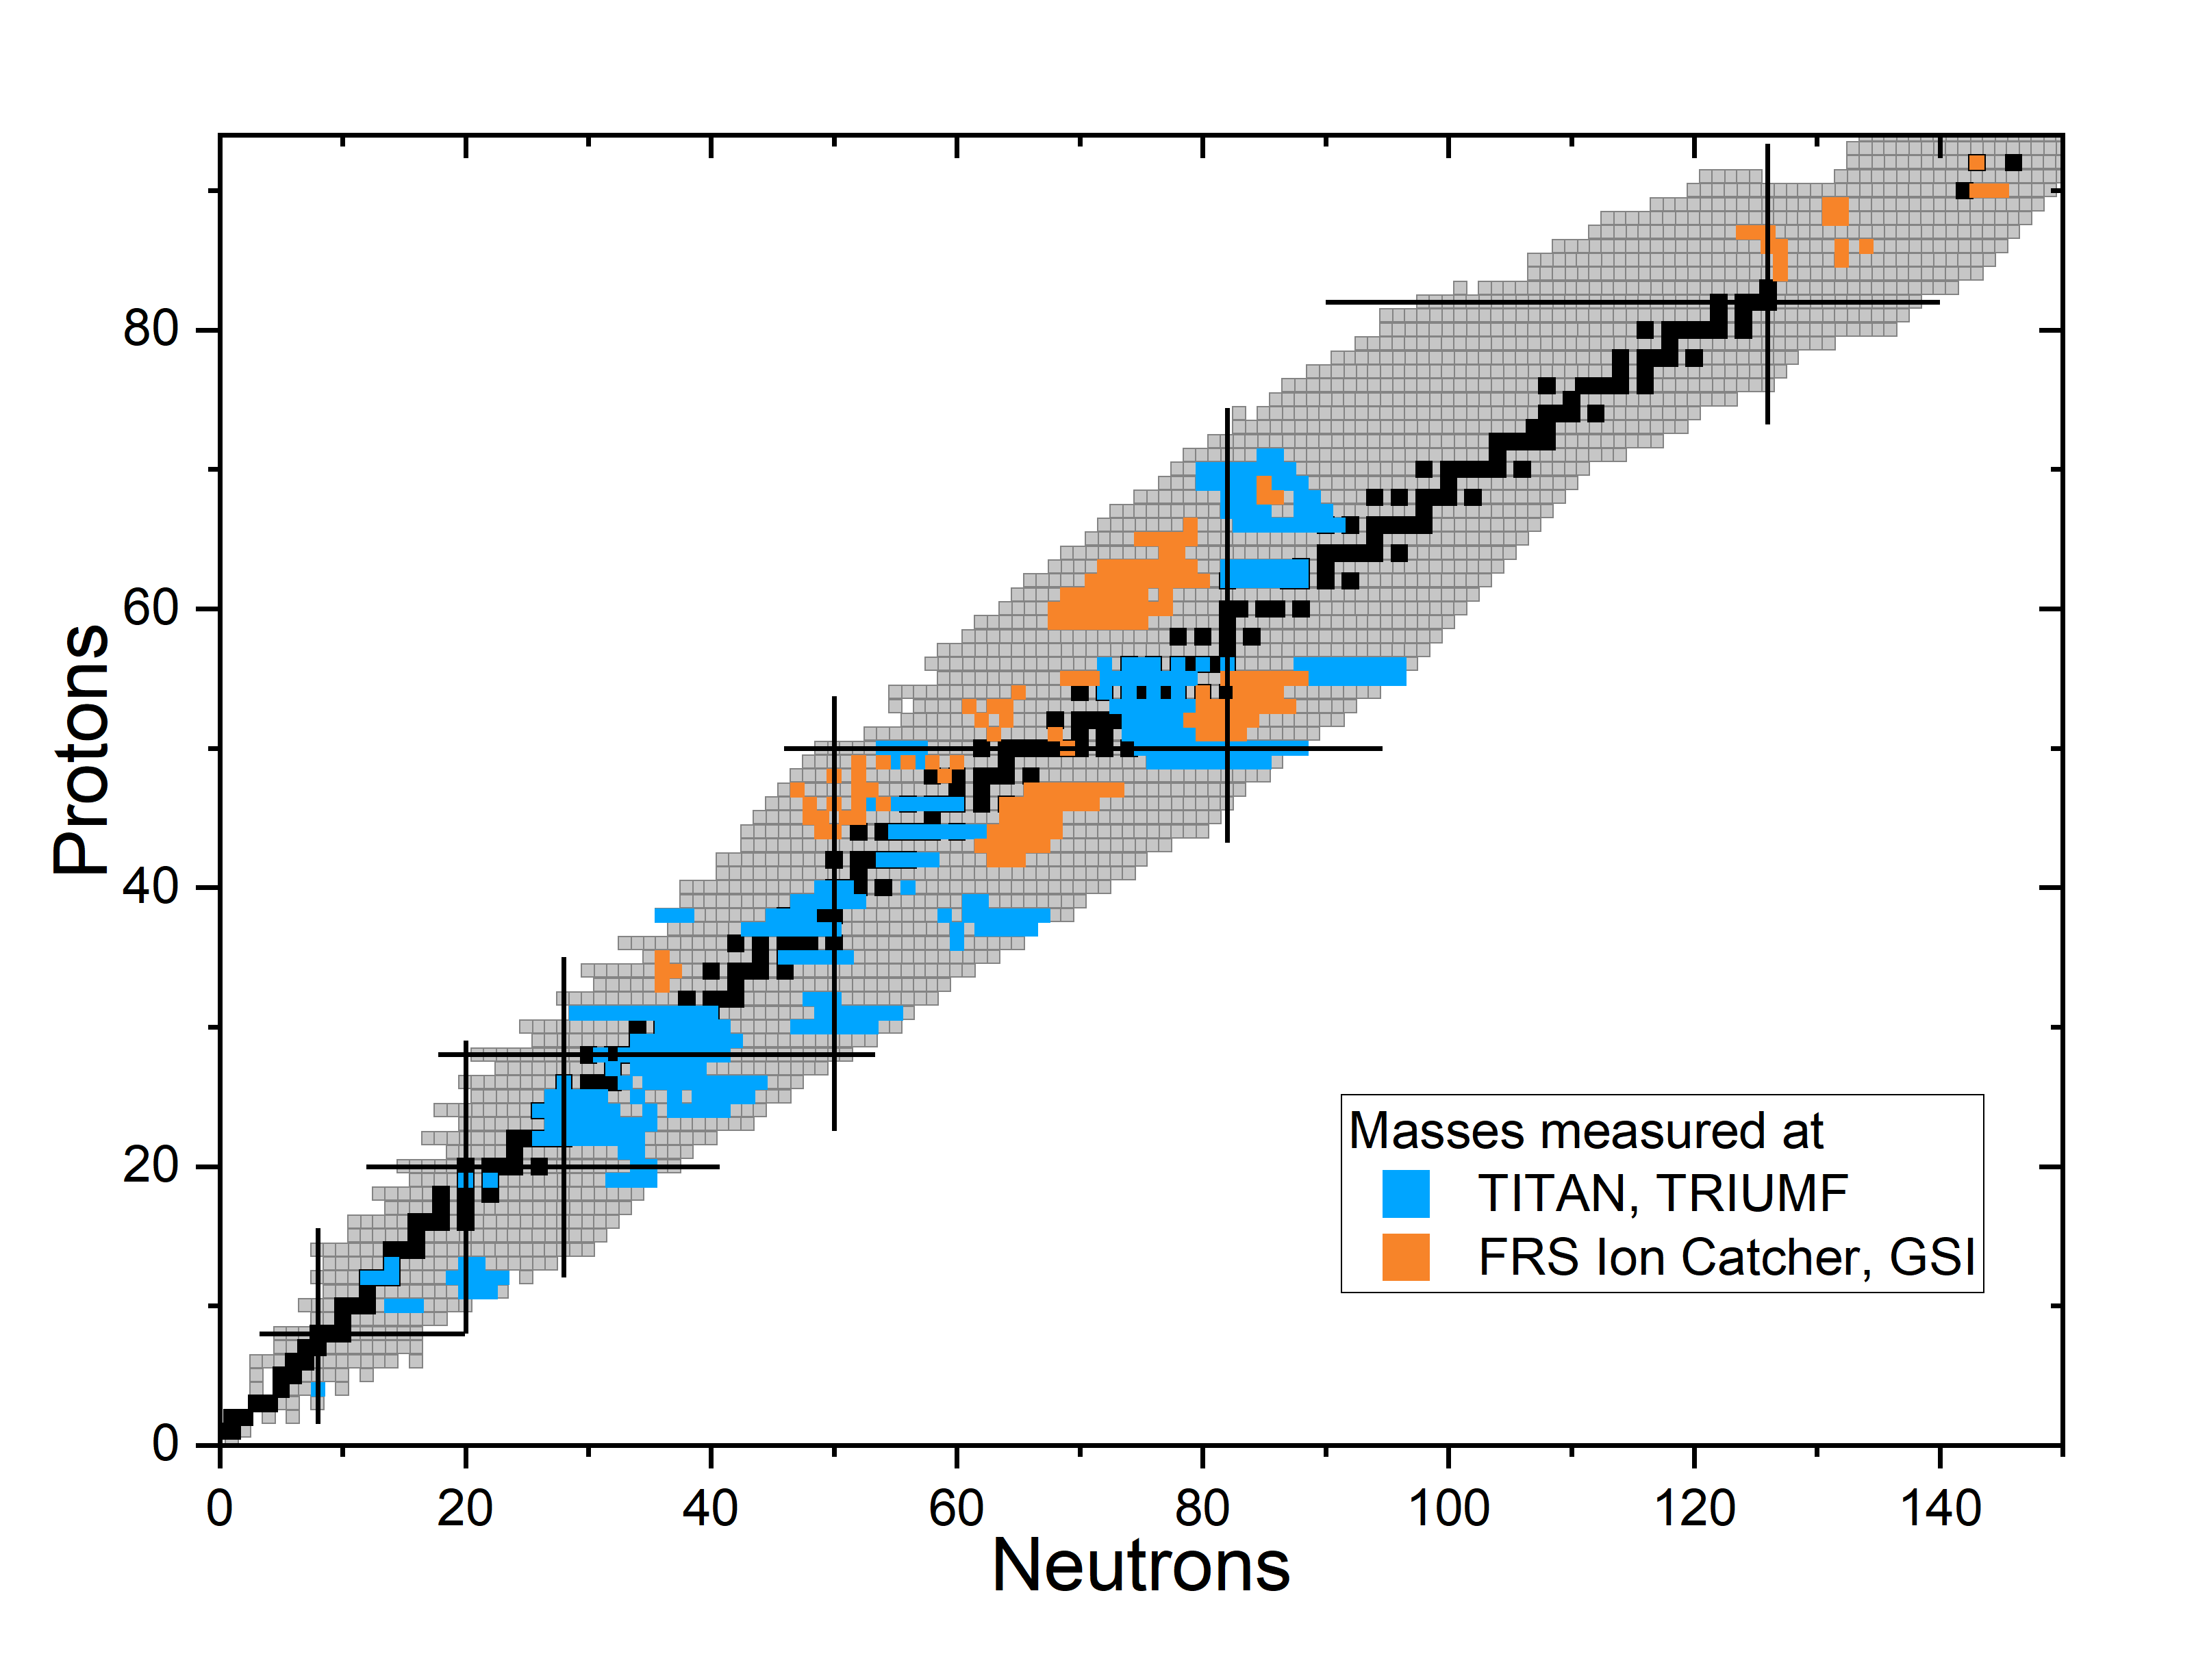 Protons
80
60
40
20
0
0 20 40 60 80 100 120 140
Neutrons
Masses measured at
TITAN, TRIUMF
FRS Ion Catcher, GSI